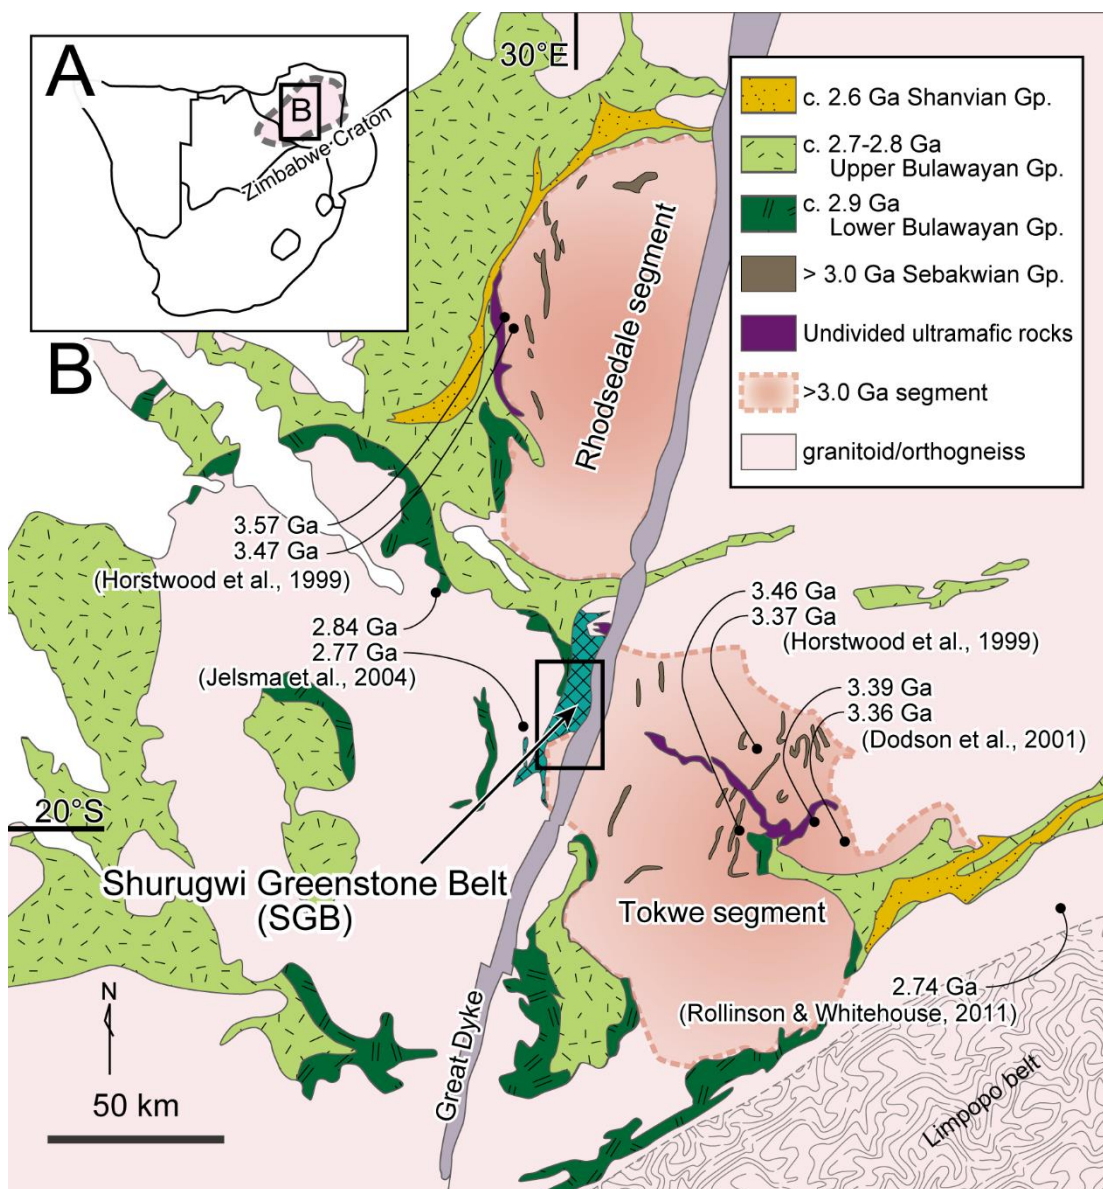 A
B
Zimbabwe Craton
30°E
c. 2.6 Ga Shanvian Gp.
c. 2.7-2.8 Ga
Upper Bulawayan Gp.
c. 2.9 Ga
Lower Bulawayan Gp.
> 3.0 Ga Sebakwian Gp.
Undivided ultramafic rocks
>3.0 Ga segment
granitoid/orthogneiss
B
Rhodsedale segment
3.57 Ga
3.47 Ga
(Horstwood et al., 1999)
2.84 Ga
2.77 Ga
(Jelsma et al., 2004)
3.46 Ga
3.37 Ga
(Horstwood et al., 1999)
3.39 Ga
3.36 Ga
(Dodson et al., 2001)
20°S
Shurugwi Greenstone Belt
(SGB)
Tokwe segment
2.74 Ga
(Rollinson & Whitehouse, 2011)
N
50 km
Great Dyke
Limpopo belt